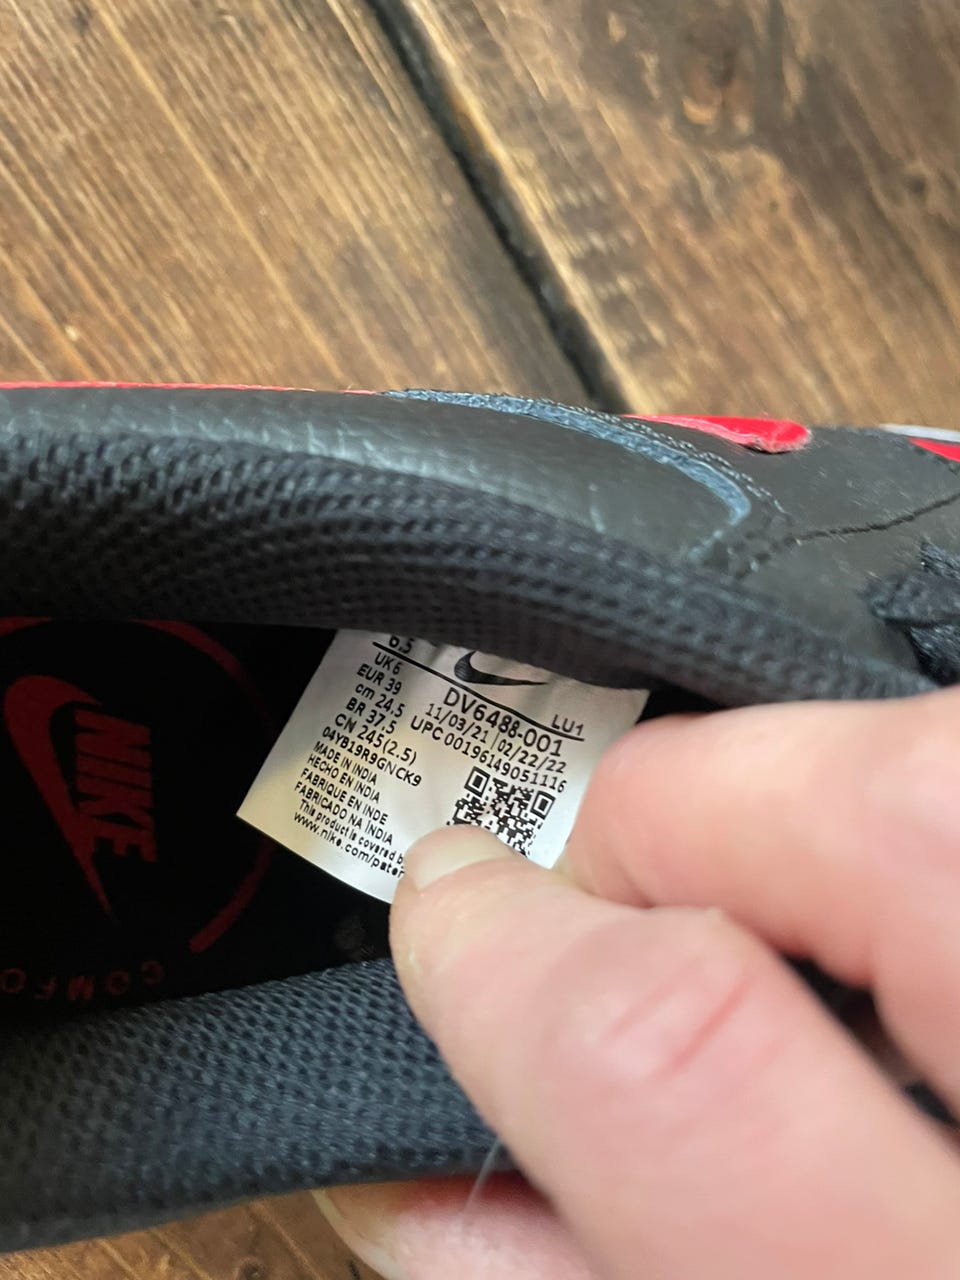 6.5
UK 6
EUR 39
cm 24.5
BR 37.5
CN 245(2.5)
04YB19R9GNCK9
MADE IN INDIA
HECHO EN INDIA
FABRIQUE EN INDE
FABRICADO NA INDIA
This product is covered by
www.nike.com/
LU1
DV6488-001
11/03/21 02/22/22
UPC 00196149051116
NIKE